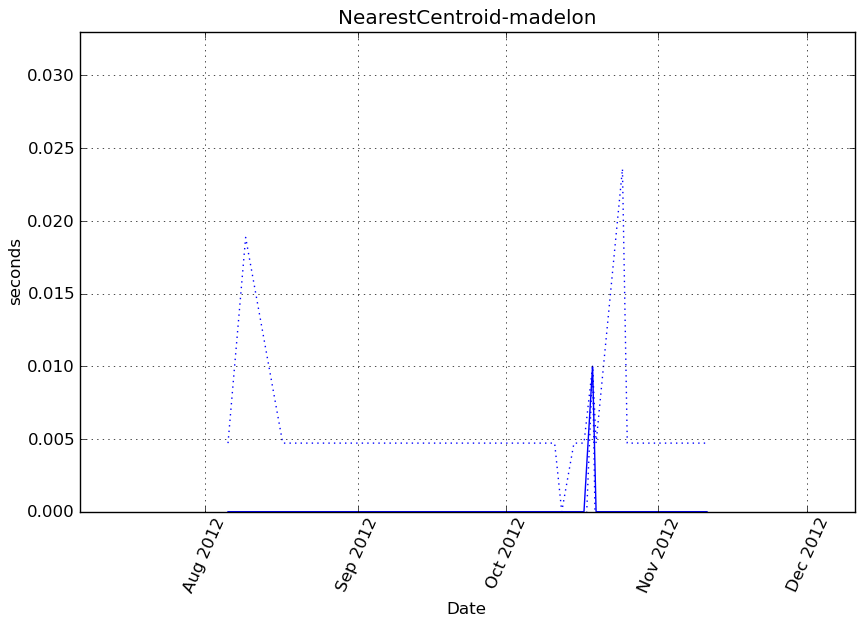 NearestCentroid-madelon
0.030
0.025
0.020
0.015
0.010
0.005
0.000
seconds
Aug 2012
Sep 2012
Oct 2012
Nov 2012
Dec 2012
Date